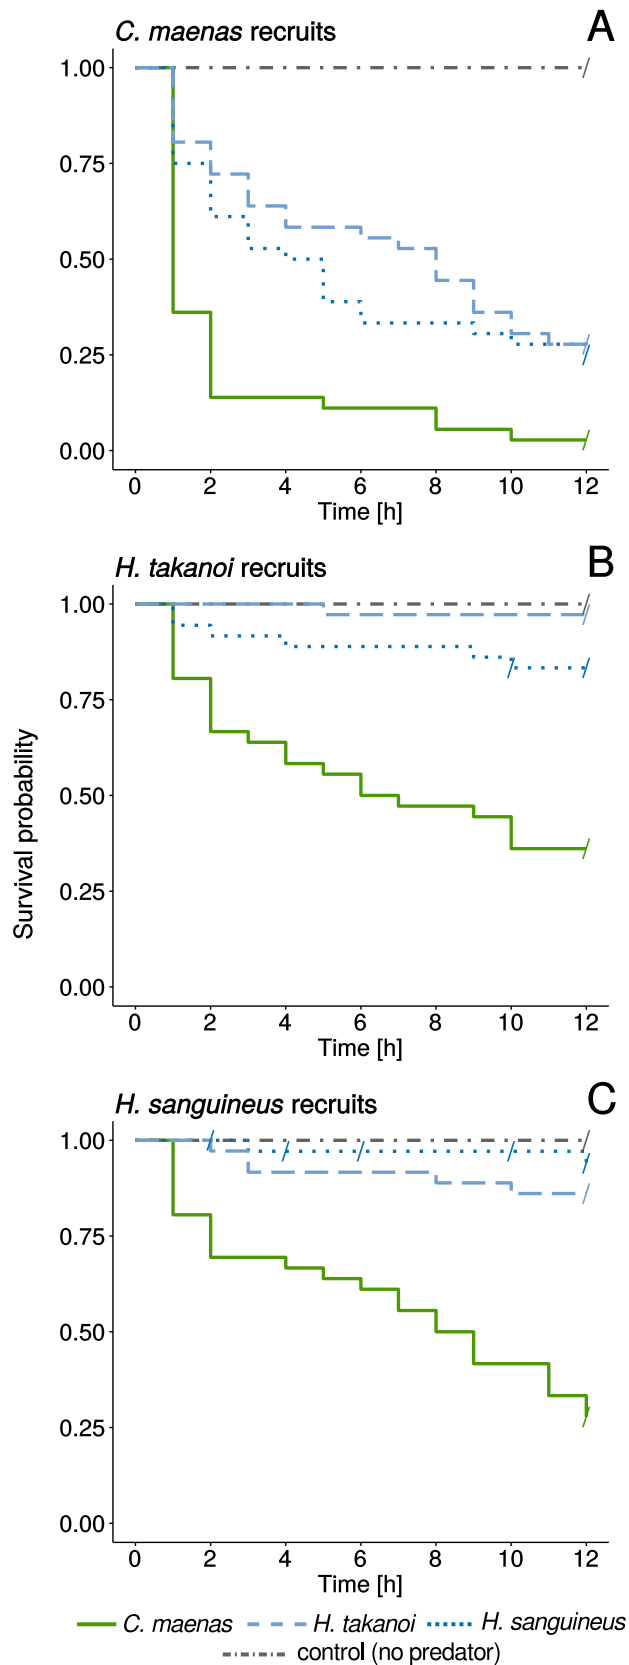 C. maenas recruits
A
1.00
0.75
0.50
0.25
0.00
0 2 4 6 8 10 12
Time [h]
H. takanoi recruits
B
1.00
0.75
0.50
0.25
0.00
0 2 4 6 8 10 12
Time [h]
Survival probability
H. sanguineus recruits
C
1.00
0.75
0.50
0.25
0.00
0 2 4 6 8 10 12
Time [h]
C. maenas H. takanoi H. sanguineus
control (no predator)